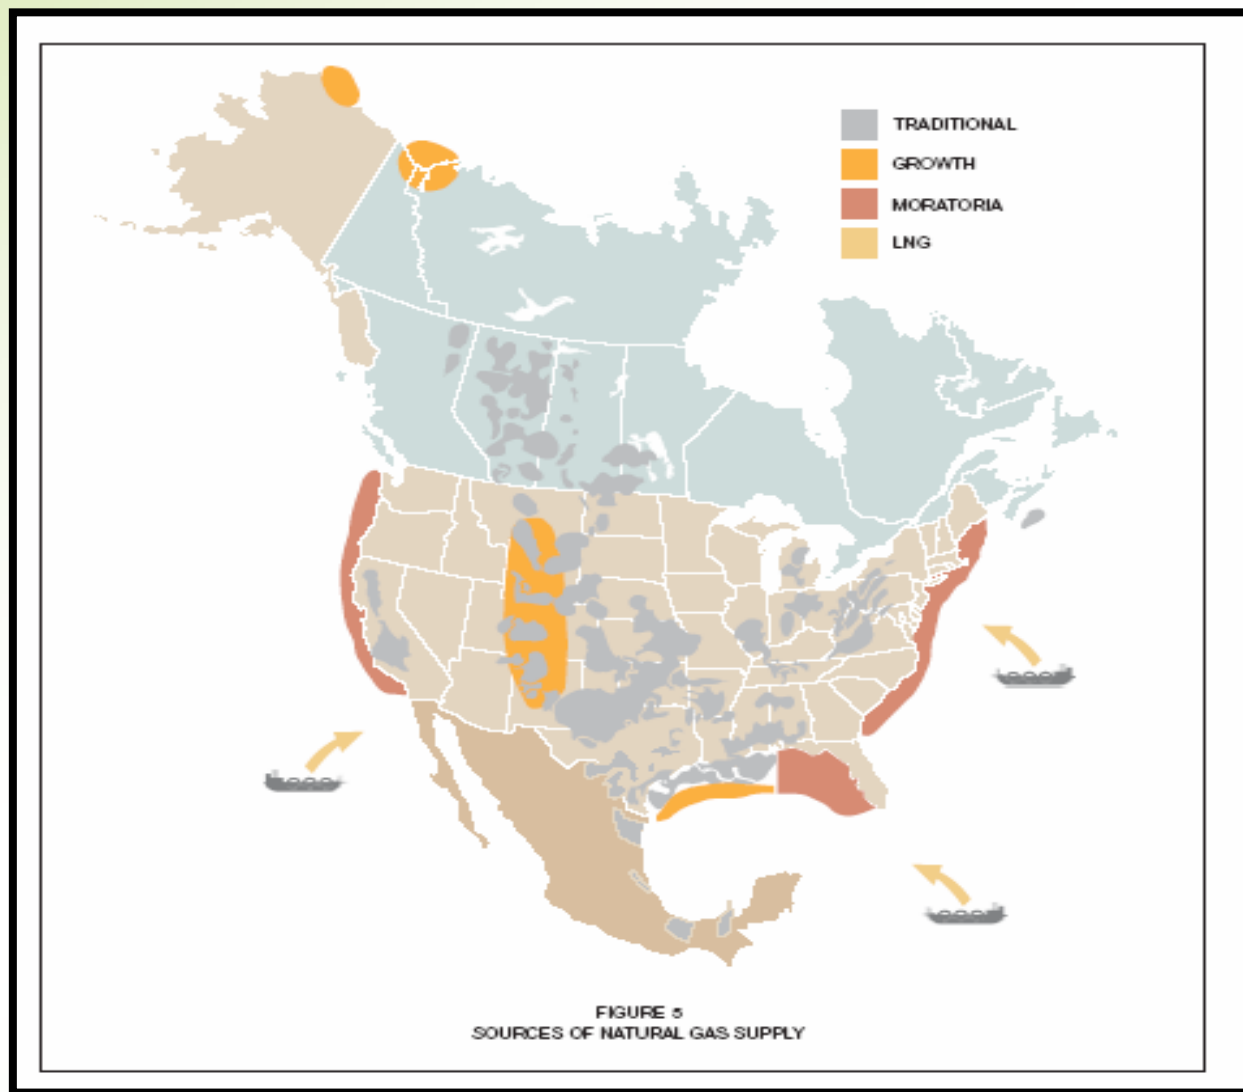 TRADITIONAL
GROWTH
MORATORIA
LNG
FIGURE 5
SOURCES OF NATURAL GAS SUPPLY